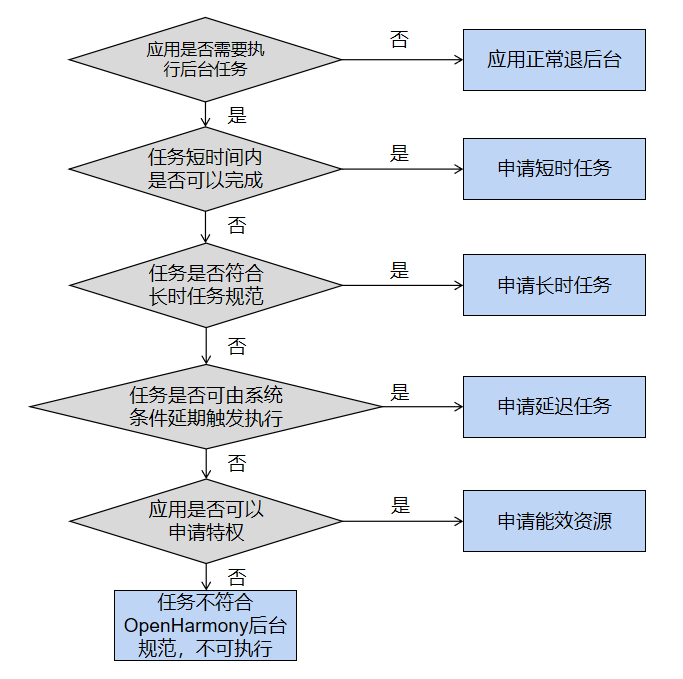 应用是否需要执
行后台任务
否
应用正常退后台
是
任务短时间内
是否可以完成
是
申请短时任务
否
任务是否符合
长时任务规范
是
申请长时任务
否
任务是否可由系统
条件延期触发执行
是
申请延迟任务
否
应用是否可以
申请特权
是
申请能效资源
否
任务不符合
OpenHarmony后台
规范，不可执行